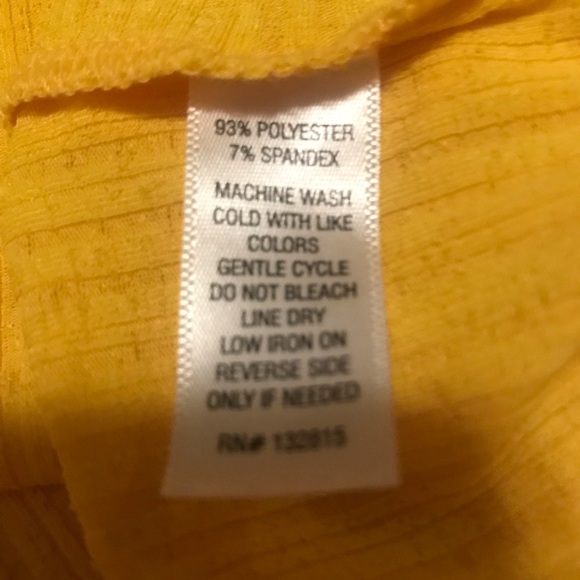 93% POLYESTER
7% SPANDEX
MACHINE WASH
COLD WITH LIKE
COLORS
GENTLE CYCLE
DO NOT BLEACH
LINE DRY
LOW IRON ON
REVERSE SIDE
ONLY IF NEEDED
RN# 132815